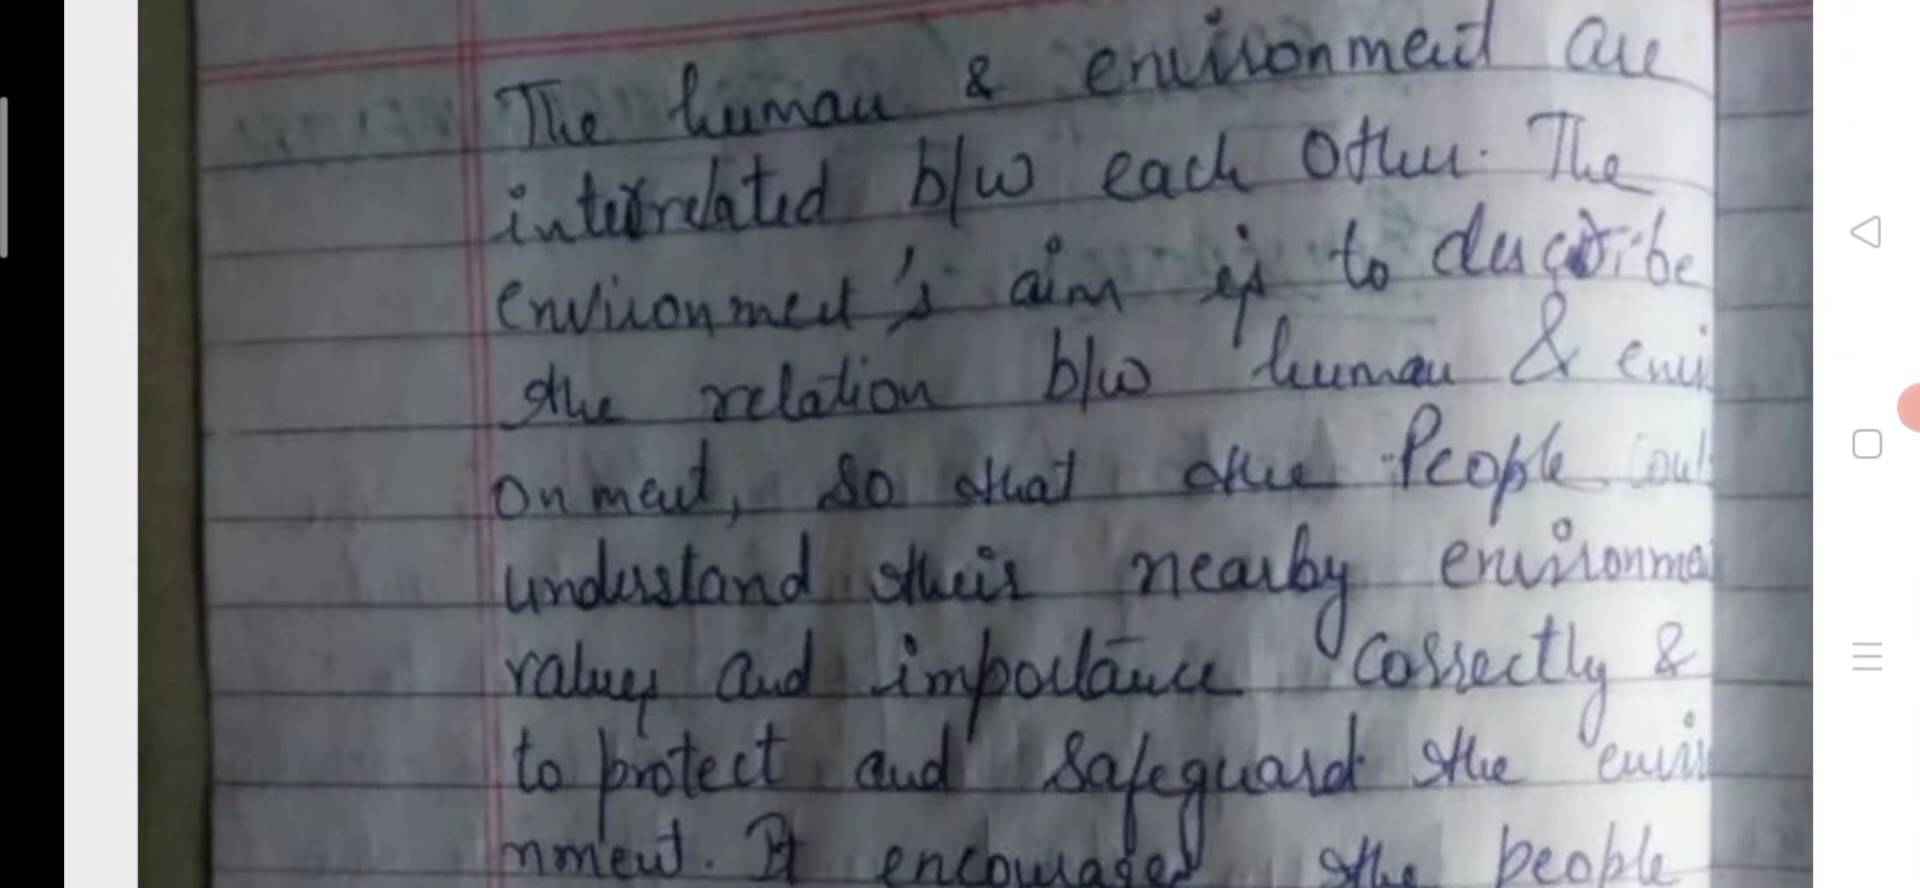 The human & environment are
interrelated b/w each other. The
environment's aim is to describe
the relation b/w human & envir
onment, so that the People coul
understand their nearby environme
values and importance correctly &
to protect and safeguard the envir
nment. It encourages the people